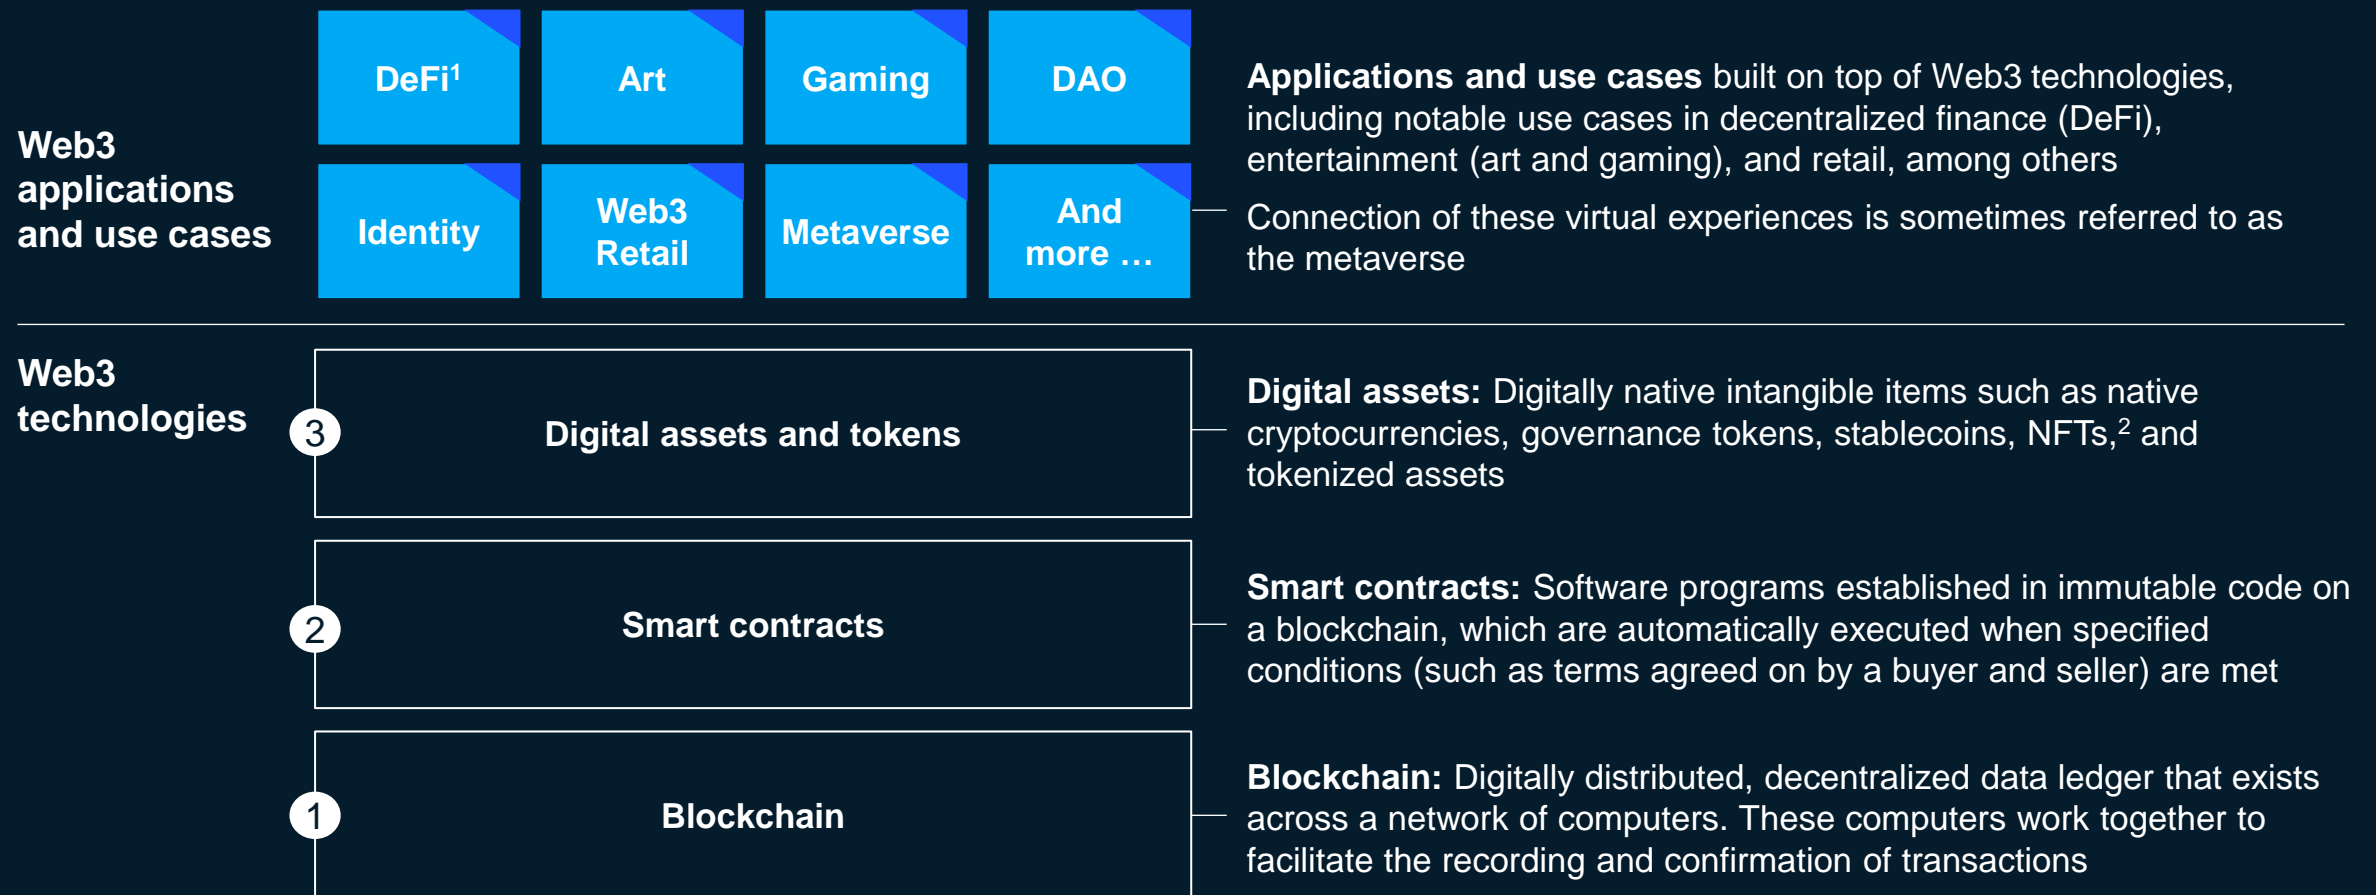 Web3
applications
and use cases
DeFi¹
Art
Gaming
DAO
Identity
Web3
Retail
Metaverse
And
more …
Applications and use cases built on top of Web3 technologies,
including notable use cases in decentralized finance (DeFi),
entertainment (art and gaming), and retail, among others
Connection of these virtual experiences is sometimes referred to as
the metaverse
Web3
technologies
3
Digital assets and tokens
Digital assets: Digitally native intangible items such as native
cryptocurrencies, governance tokens, stablecoins, NFTs,² and
tokenized assets
2
Smart contracts
Smart contracts: Software programs established in immutable code on
a blockchain, which are automatically executed when specified
conditions (such as terms agreed on by a buyer and seller) are met
1
Blockchain
Blockchain: Digitally distributed, decentralized data ledger that exists
across a network of computers. These computers work together to
facilitate the recording and confirmation of transactions